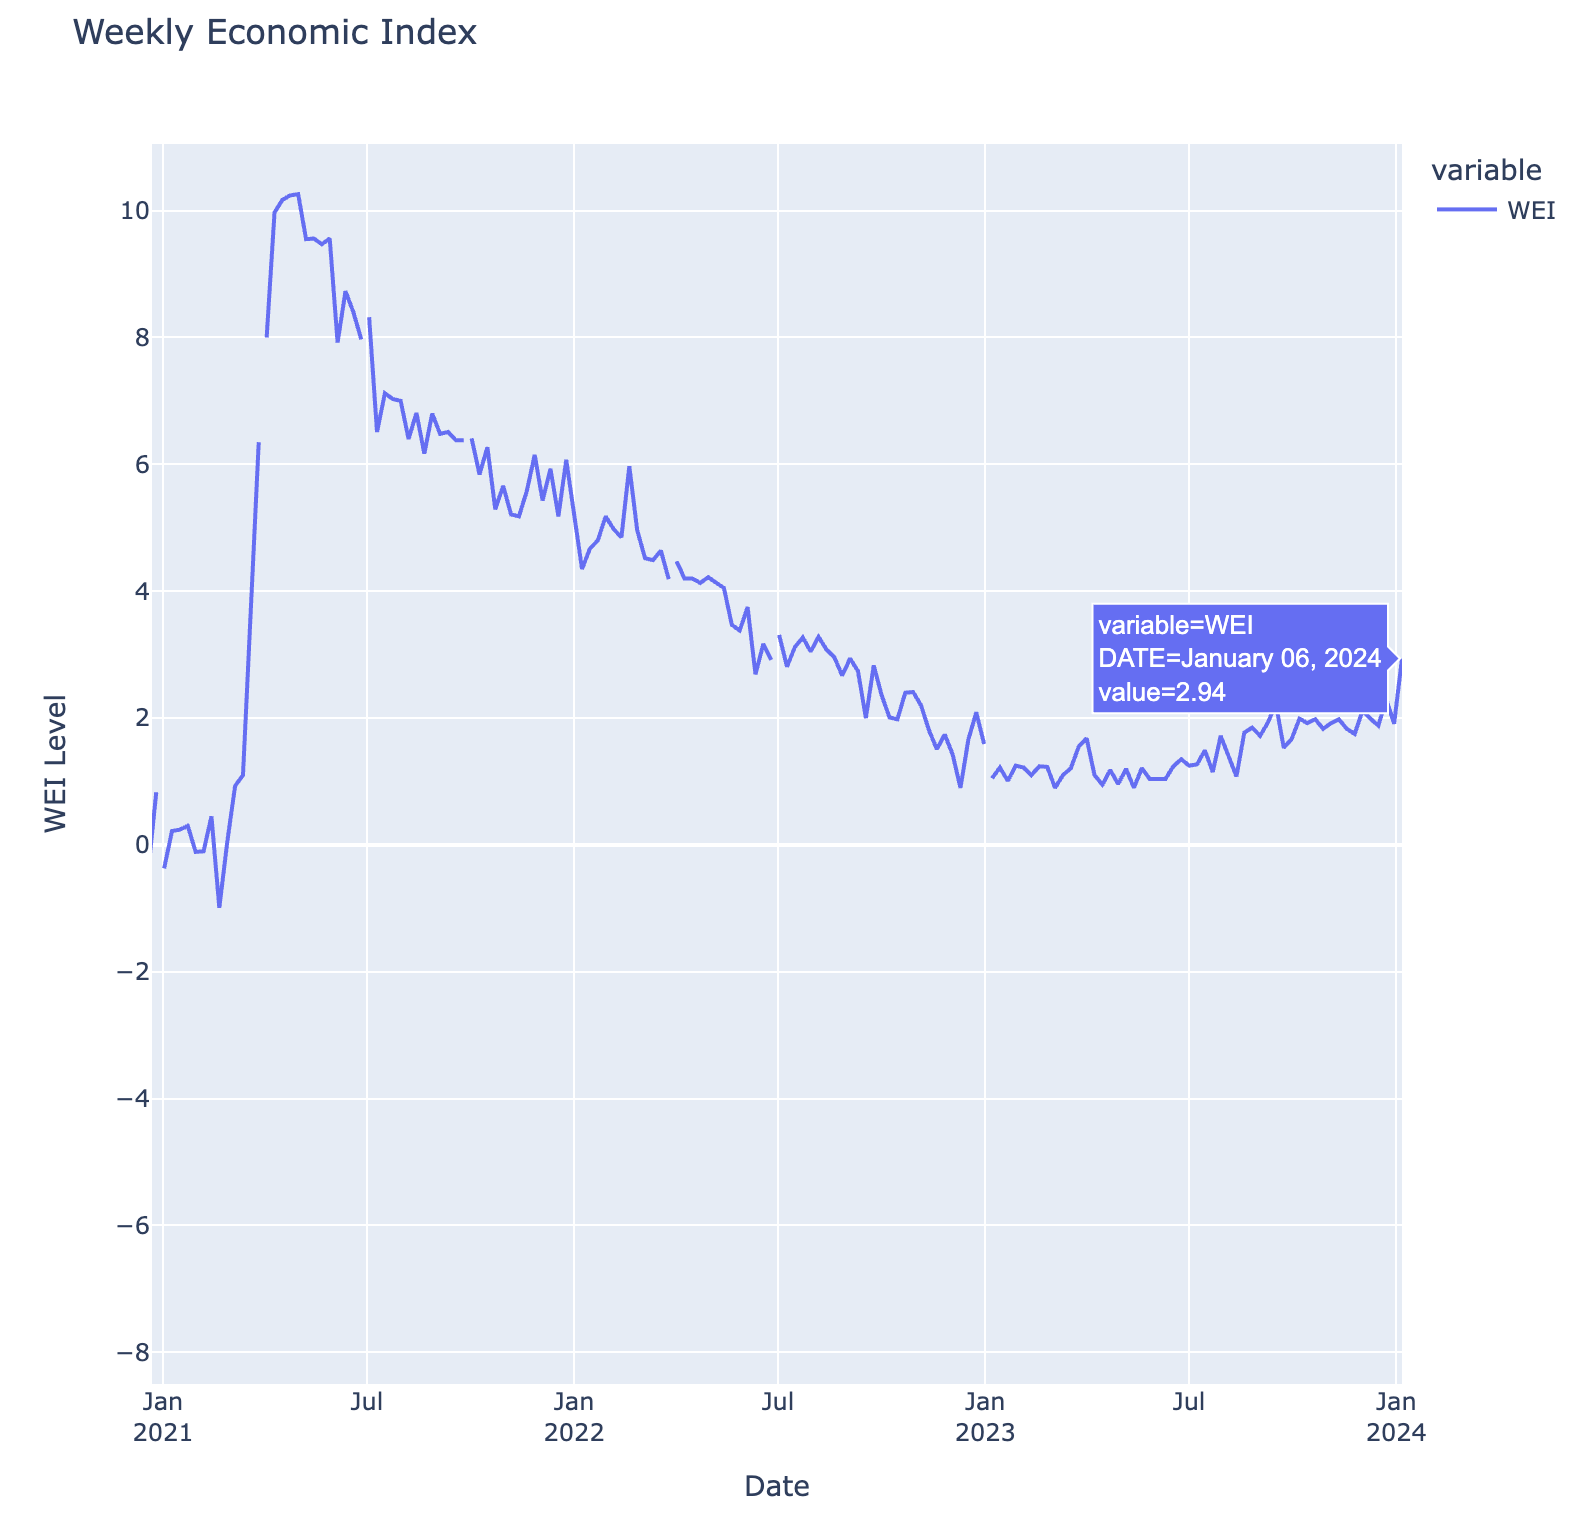 Weekly Economic Index
variable
WEI
10
8
6
4
2
0
−2
−4
−6
−8
WEI Level
variable=WEI
DATE=January 06, 2024
value=2.94
Jan
2021
Jul
Jan
2022
Jul
Jan
2023
Jul
Jan
2024
Date